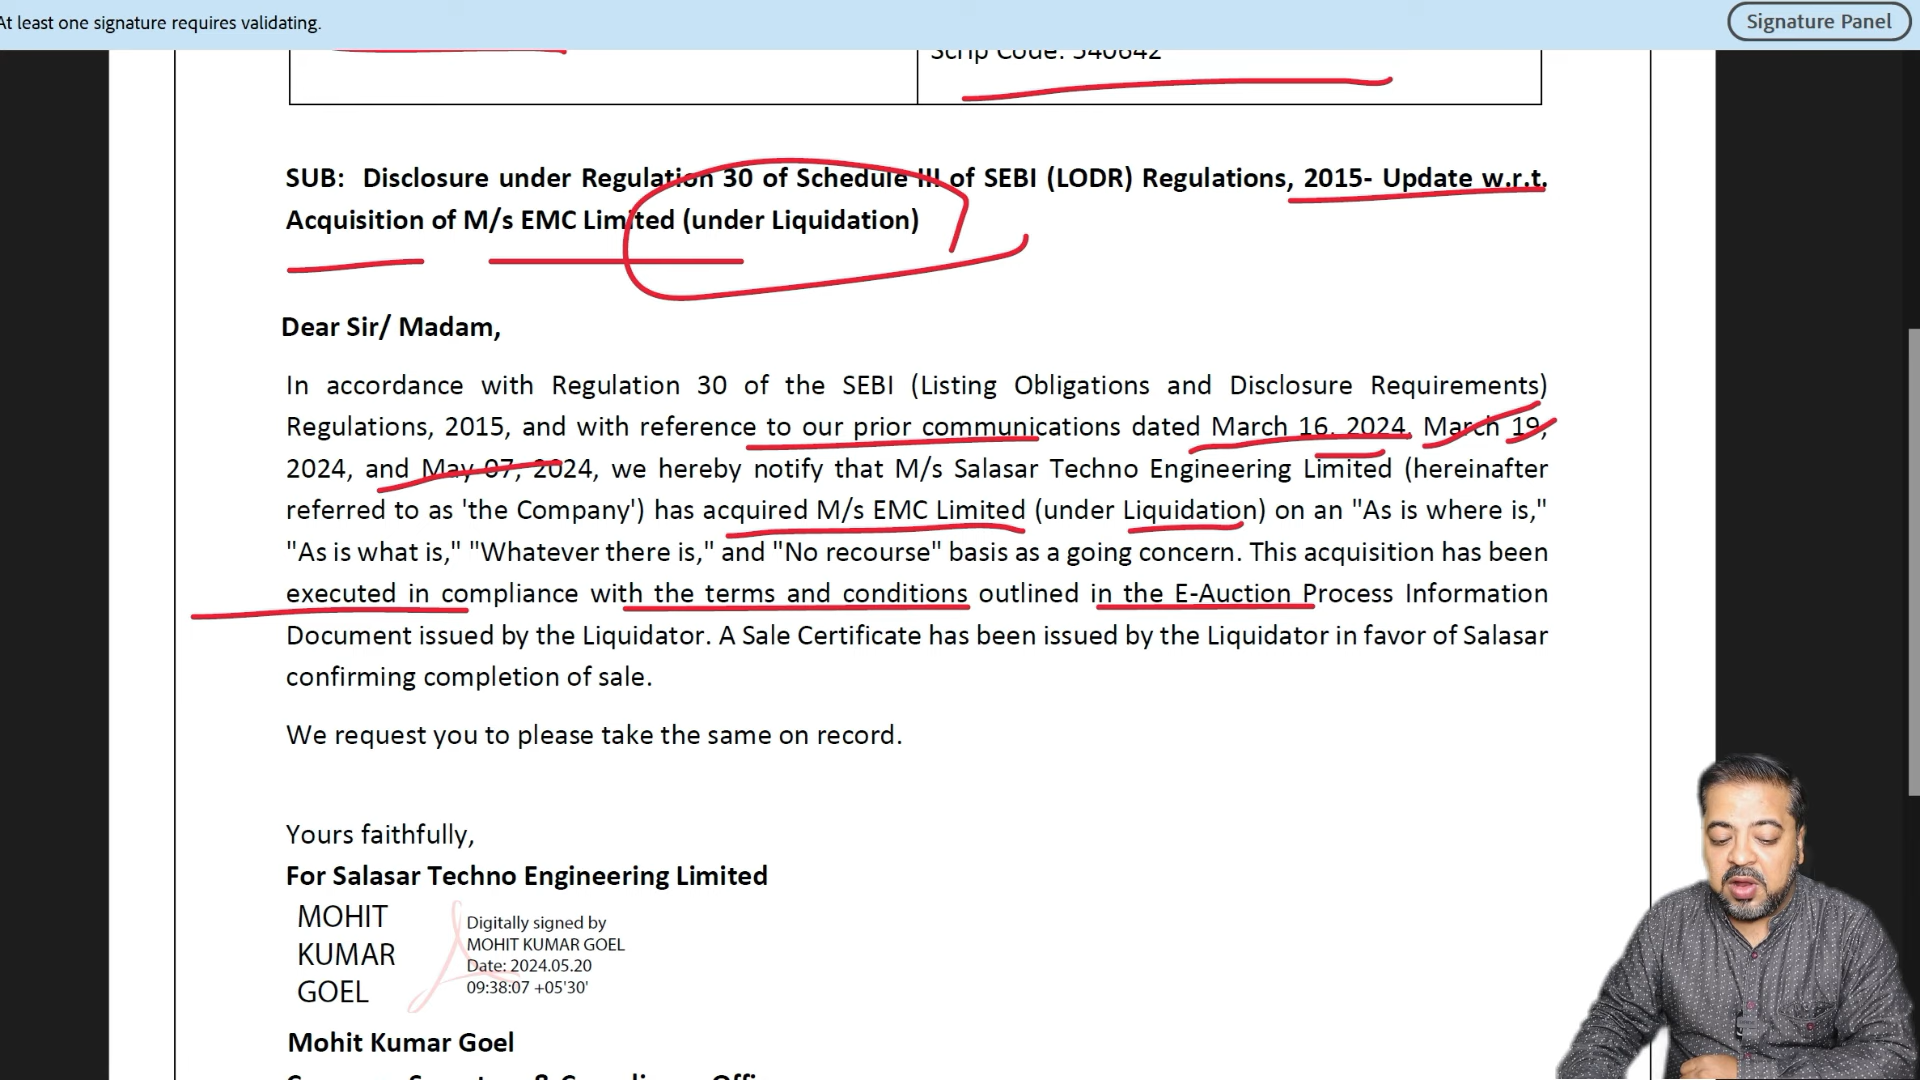 At least one signature requires validating.
Signature Panel
Scrip Code: 540642
SUB: Disclosure under Regulation 30 of Schedule III of SEBI (LODR) Regulations, 2015- Update w.r.t.
Acquisition of M/s EMC Limited (under Liquidation)
Dear Sir/ Madam,
In accordance with Regulation 30 of the SEBI (Listing Obligations and Disclosure Requirements)
Regulations, 2015, and with reference to our prior communications dated March 16, 2024, March 19,
2024, and May 07, 2024, we hereby notify that M/s Salasar Techno Engineering Limited (hereinafter
referred to as 'the Company') has acquired M/s EMC Limited (under Liquidation) on an "As is where is,"
"As is what is," "Whatever there is," and "No recourse" basis as a going concern. This acquisition has been
executed in compliance with the terms and conditions outlined in the E-Auction Process Information
Document issued by the Liquidator. A Sale Certificate has been issued by the Liquidator in favor of Salasar
confirming completion of sale.
We request you to please take the same on record.
Yours faithfully,
For Salasar Techno Engineering Limited
MOHIT
KUMAR
GOEL
Digitally signed by
MOHIT KUMAR GOEL
Date: 2024.05.20
09:38:07 +05'30'
Mohit Kumar Goel